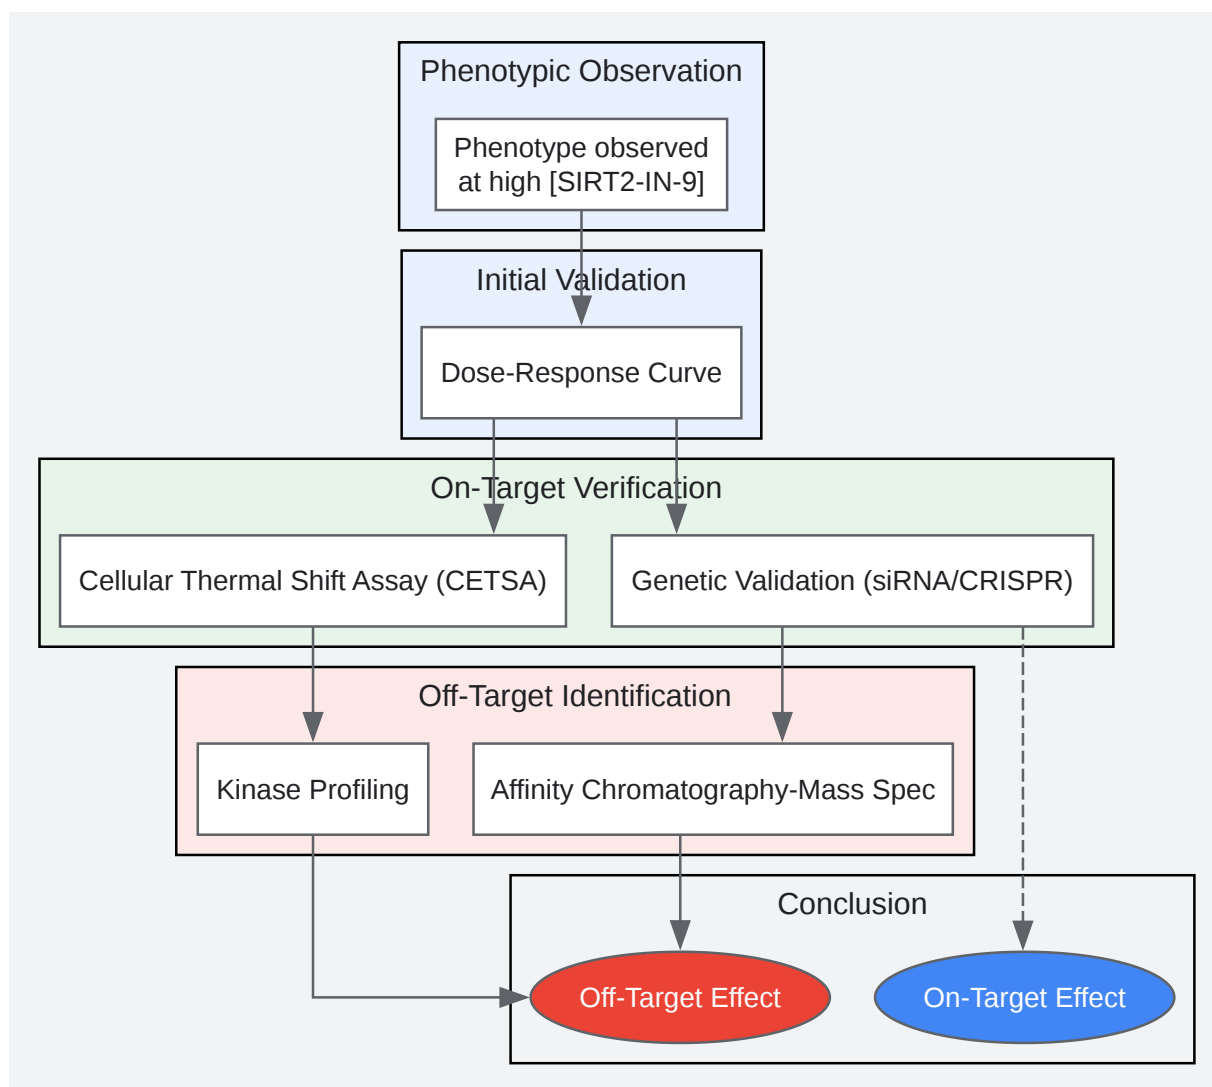 Phenotypic Observation
Phenotype observed
at high [SIRT2-IN-9]
Initial Validation
Dose-Response Curve
On-Target Verification
Cellular Thermal Shift Assay (CETSA)
Genetic Validation (siRNA/CRISPR)
Off-Target Identification
Kinase Profiling
Affinity Chromatography-Mass Spec
Conclusion
Off-Target Effect
On-Target Effect